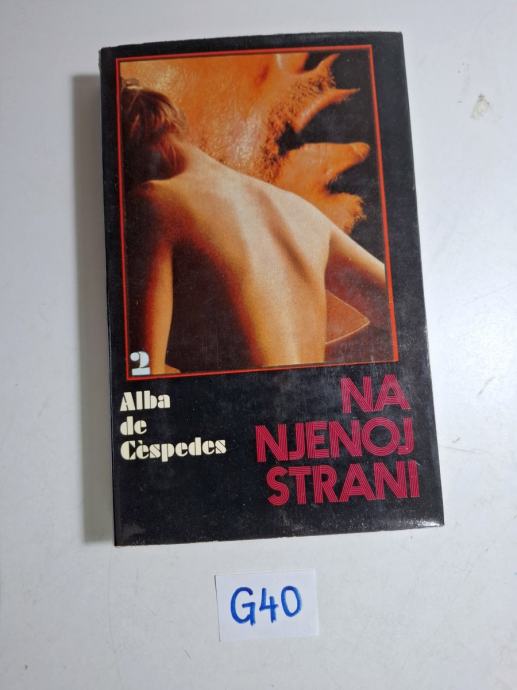 2
Alba
de
Cèspedes
NA
NJENOJ
STRANI
G40